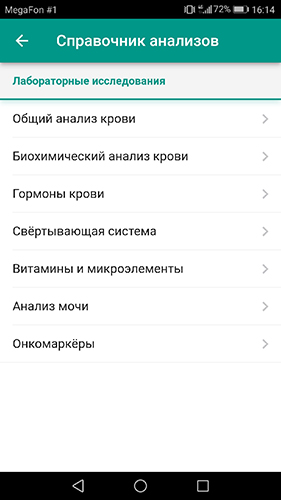 MegaFon #1 72% 16:14
Справочник анализов
Лабораторные исследования
Общий анализ крови
Биохимический анализ крови
Гормоны крови
Свёртывающая система
Витамины и микроэлементы
Анализ мочи
Онкомаркёры